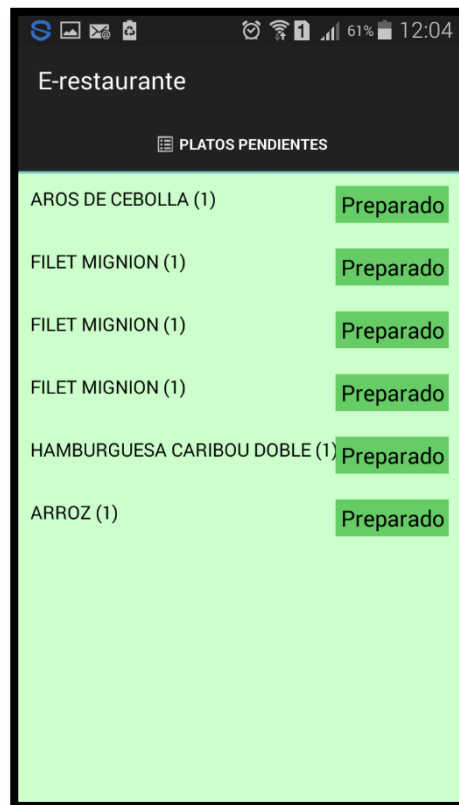 1 61% 12:04
E-restaurante
PLATOS PENDIENTES
AROS DE CEBOLLA (1) Preparado
FILET MIGNION (1) Preparado
FILET MIGNION (1) Preparado
FILET MIGNION (1) Preparado
HAMBURGUESA CARIBOU DOBLE (1) Preparado
ARROZ (1) Preparado